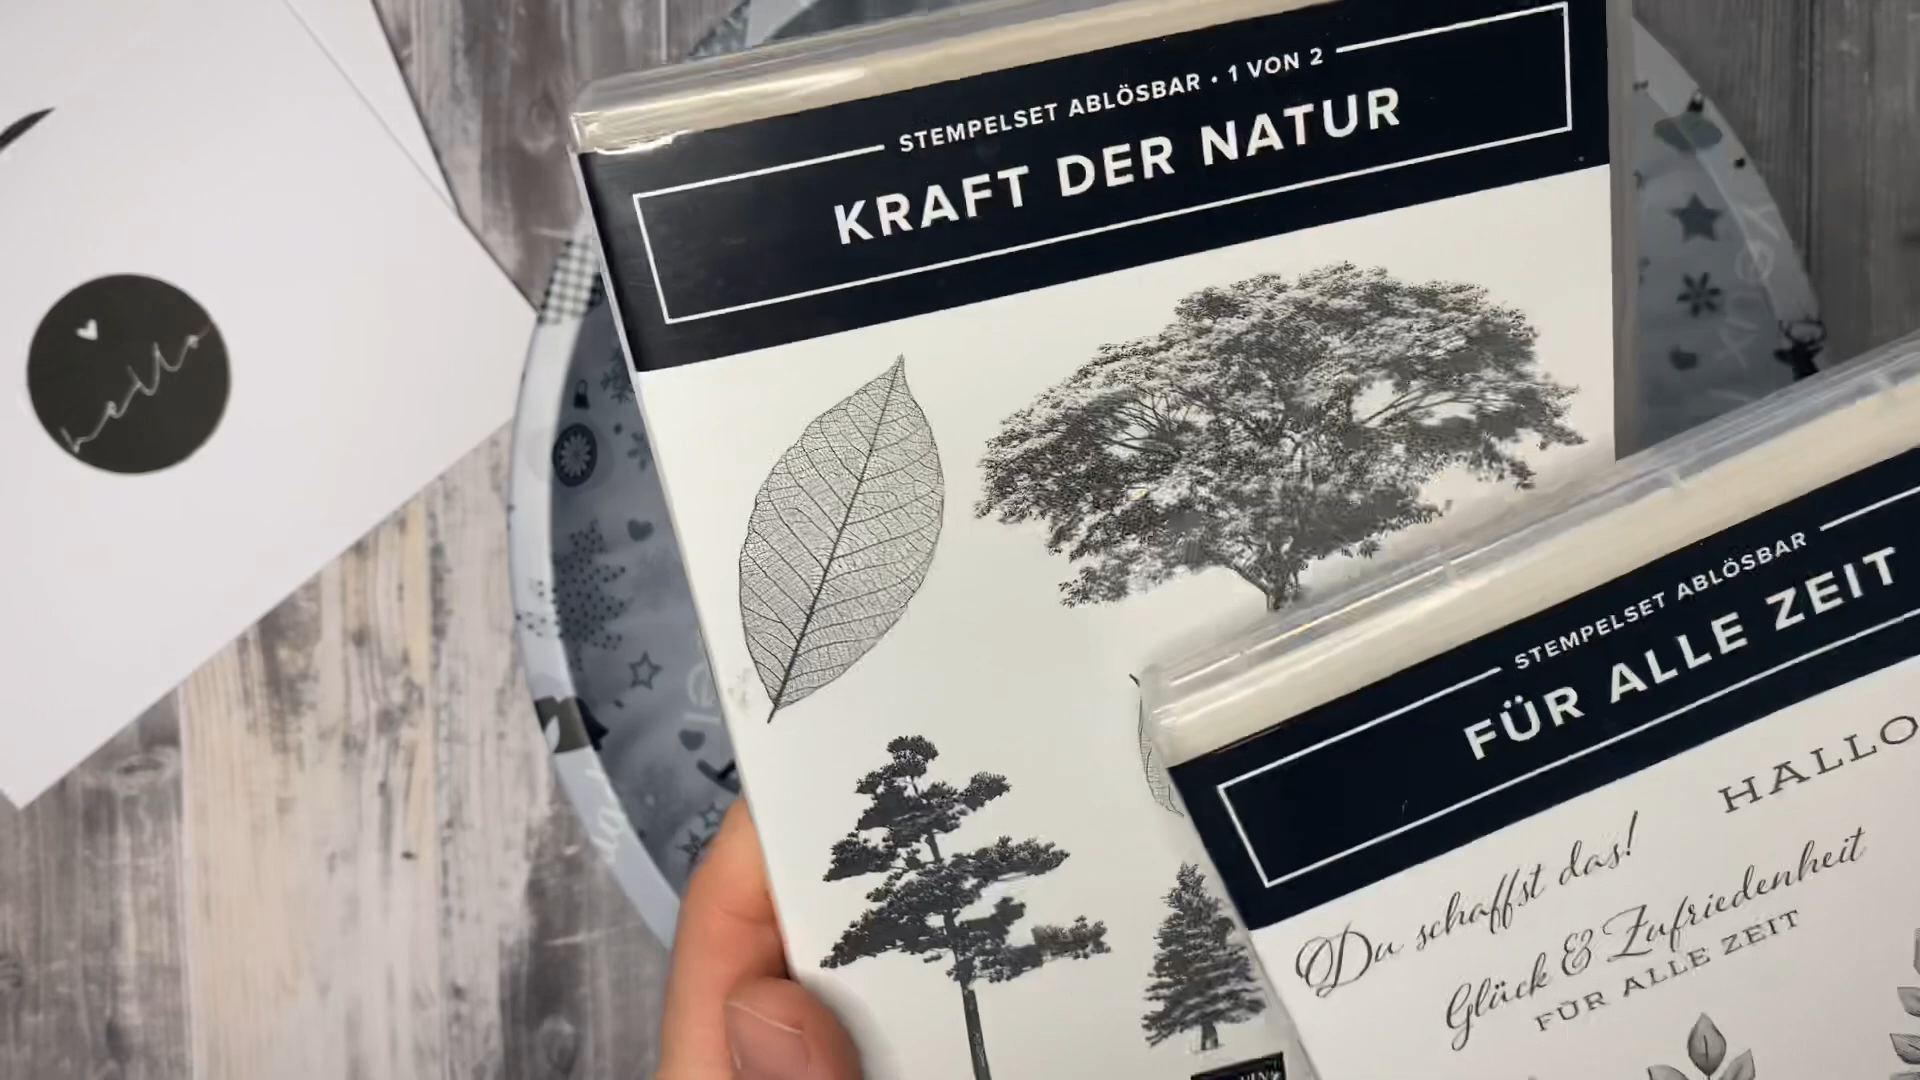 hello
STEMPELSET ABLÖSBAR • 1 VON 2
KRAFT DER NATUR
STEMPELSET ABLÖSBAR
FÜR ALLE ZEIT
HALLO
Du schaffst das!
Glück & Zufriedenheit
FÜR ALLE ZEIT